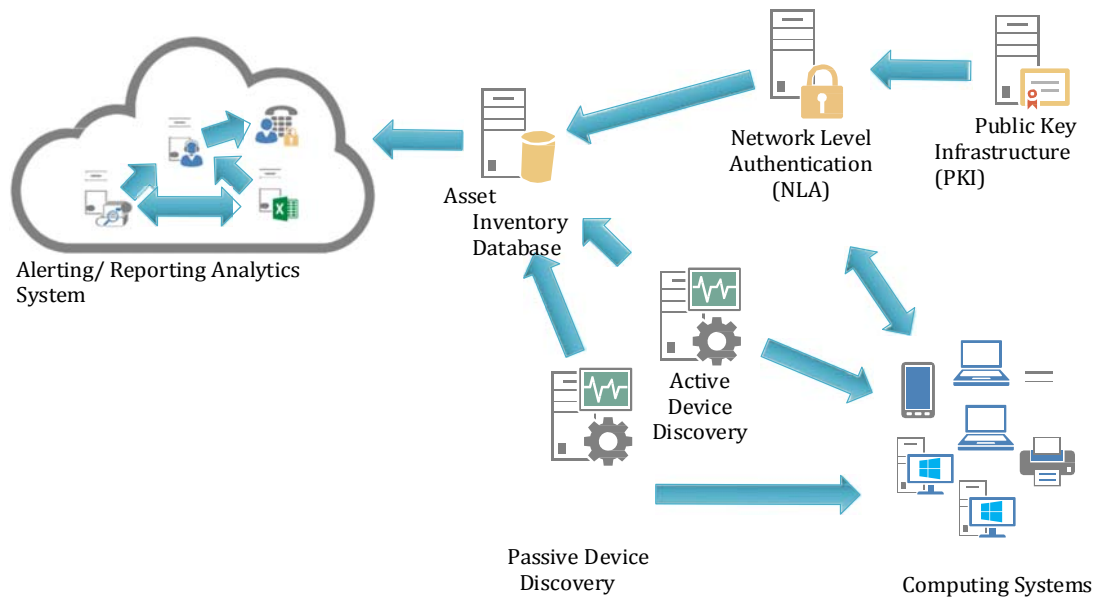 Network Level
Authentication
(NLA)
Public Key
Infrastructure
(PKI)
Asset
Inventory
Database
Alerting/ Reporting Analytics
System
Active
Device
Discovery
Passive Device
Discovery
Computing Systems